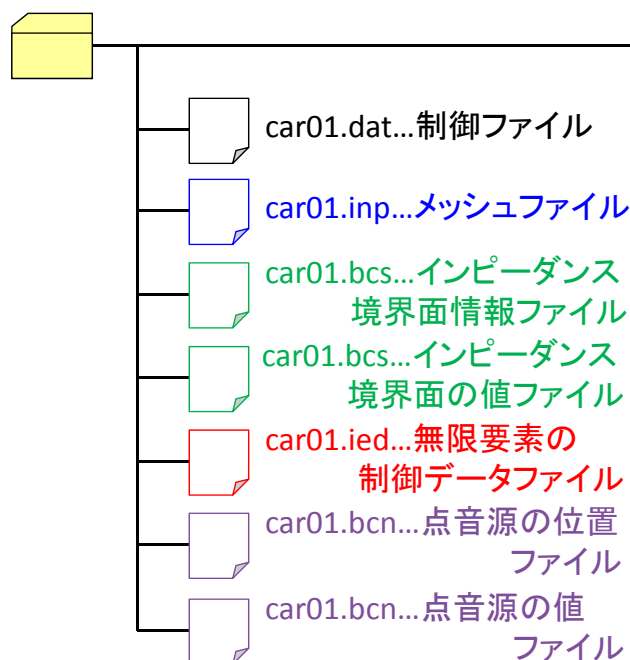 car01.dat...制御ファイル
car01.inp...メッシュファイル
car01.bcs...インピーダンス
境界面情報ファイル
car01.bcs...インピーダンス
境界面の値ファイル
car01.ied...無限要素の
制御データファイル
car01.bcn...点音源の位置
ファイル
car01.bcn...点音源の値
ファイル